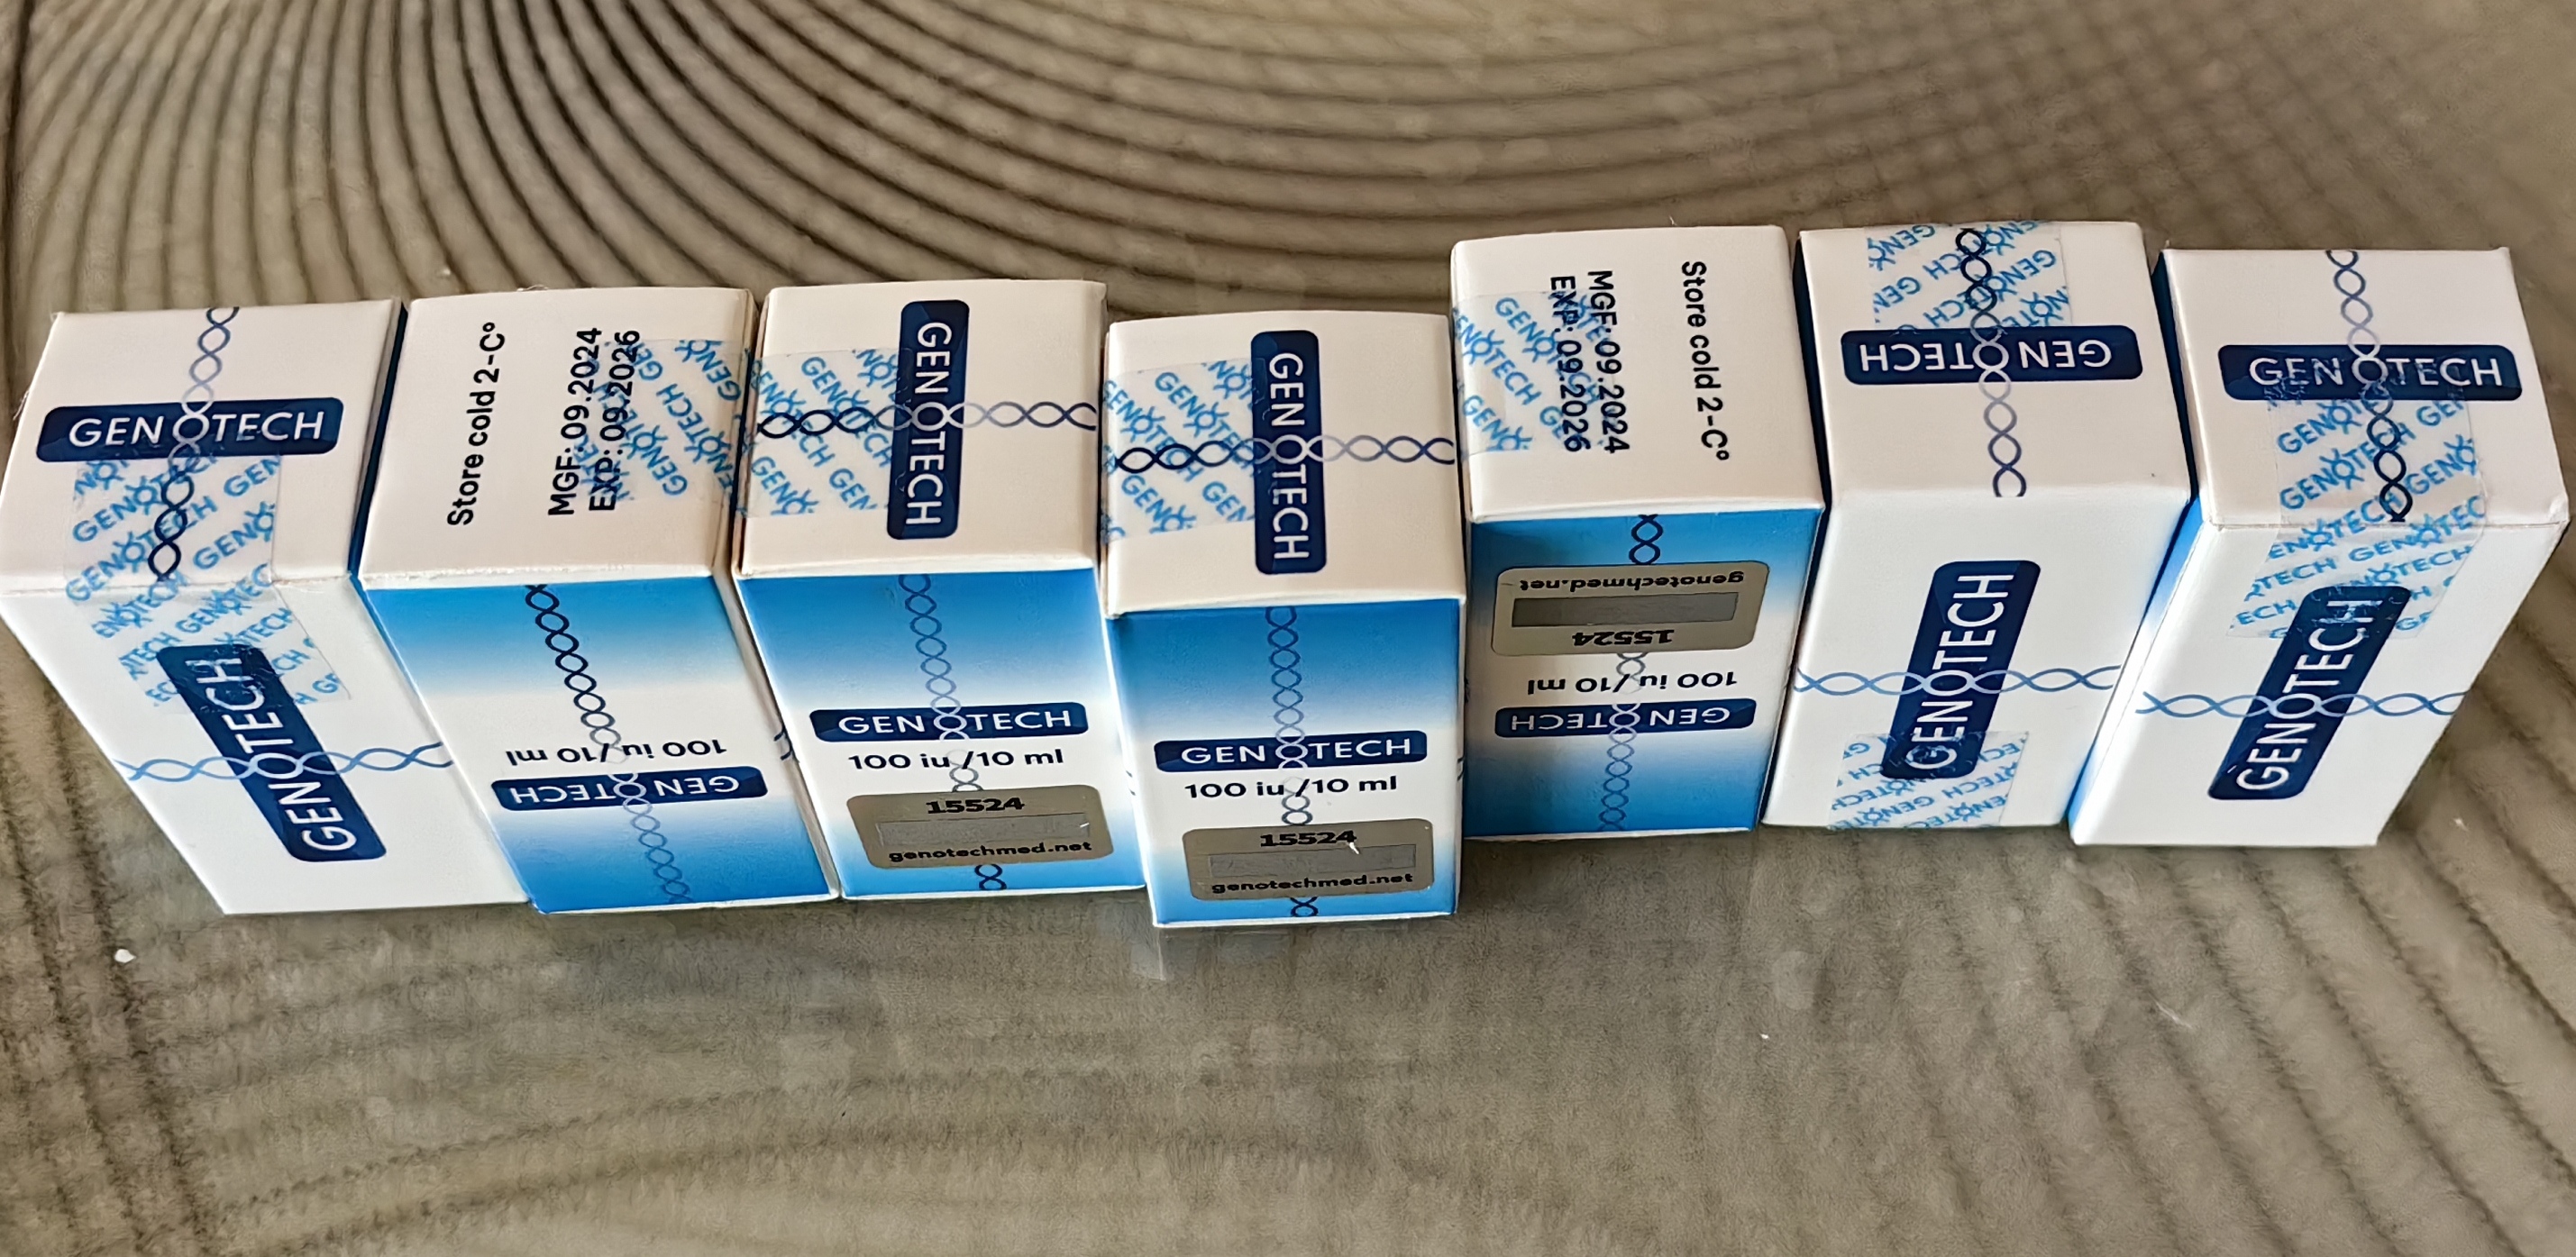 GENOTECH
GENOTECH
Store cold 2-C°
MGF: 09.2024
EXP: 09.2026
100 iu/10 ml
GENOTECH
GENOTECH
GENOTECH
100 iu/10 ml
15524
genotechmed.net
GENOTECH
GENOTECH
100 iu/10 ml
15524
genotechmed.net
Store cold 2-C°
MGF: 09.2024
EXP: 09.2026
GENOTECH
100 iu/10 ml
15524
genotechmed.net
GENOTECH
GENOTECH
GENOTECH
GENOTECH